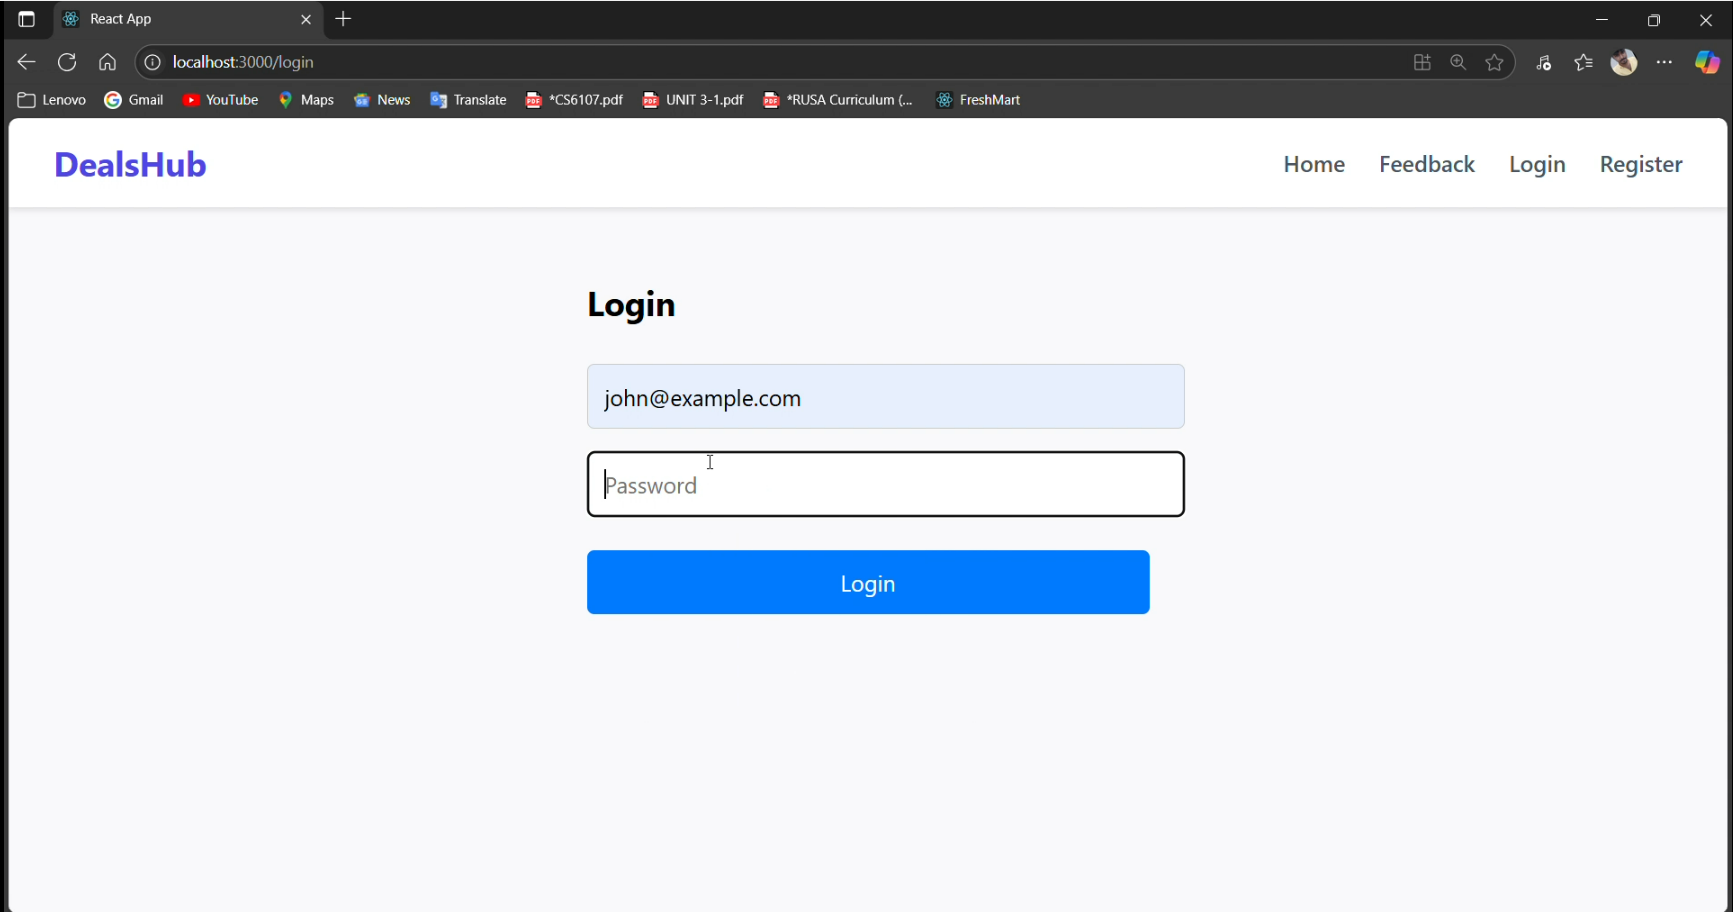 React App
localhost:3000/login
Lenovo Gmail YouTube Maps News Translate *CS6107.pdf UNIT 3-1.pdf *RUSA Curriculum (... FreshMart
DealsHub Home Feedback Login Register
Login
john@example.com
Password
Login